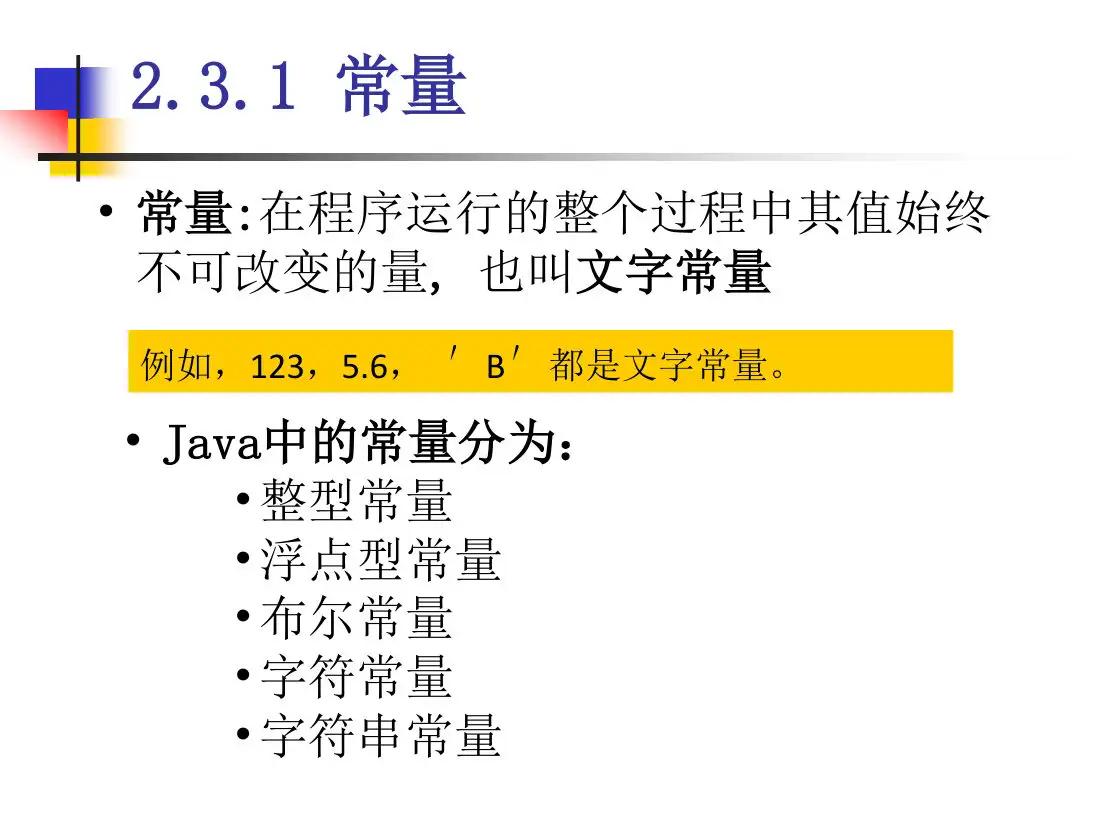 2.3.1 常量
• 常量:在程序运行的整个过程中其值始终
不可改变的量, 也叫文字常量
例如，123，5.6， ′ B′ 都是文字常量。
• Java中的常量分为：
• 整型常量
• 浮点型常量
• 布尔常量
• 字符常量
• 字符串常量